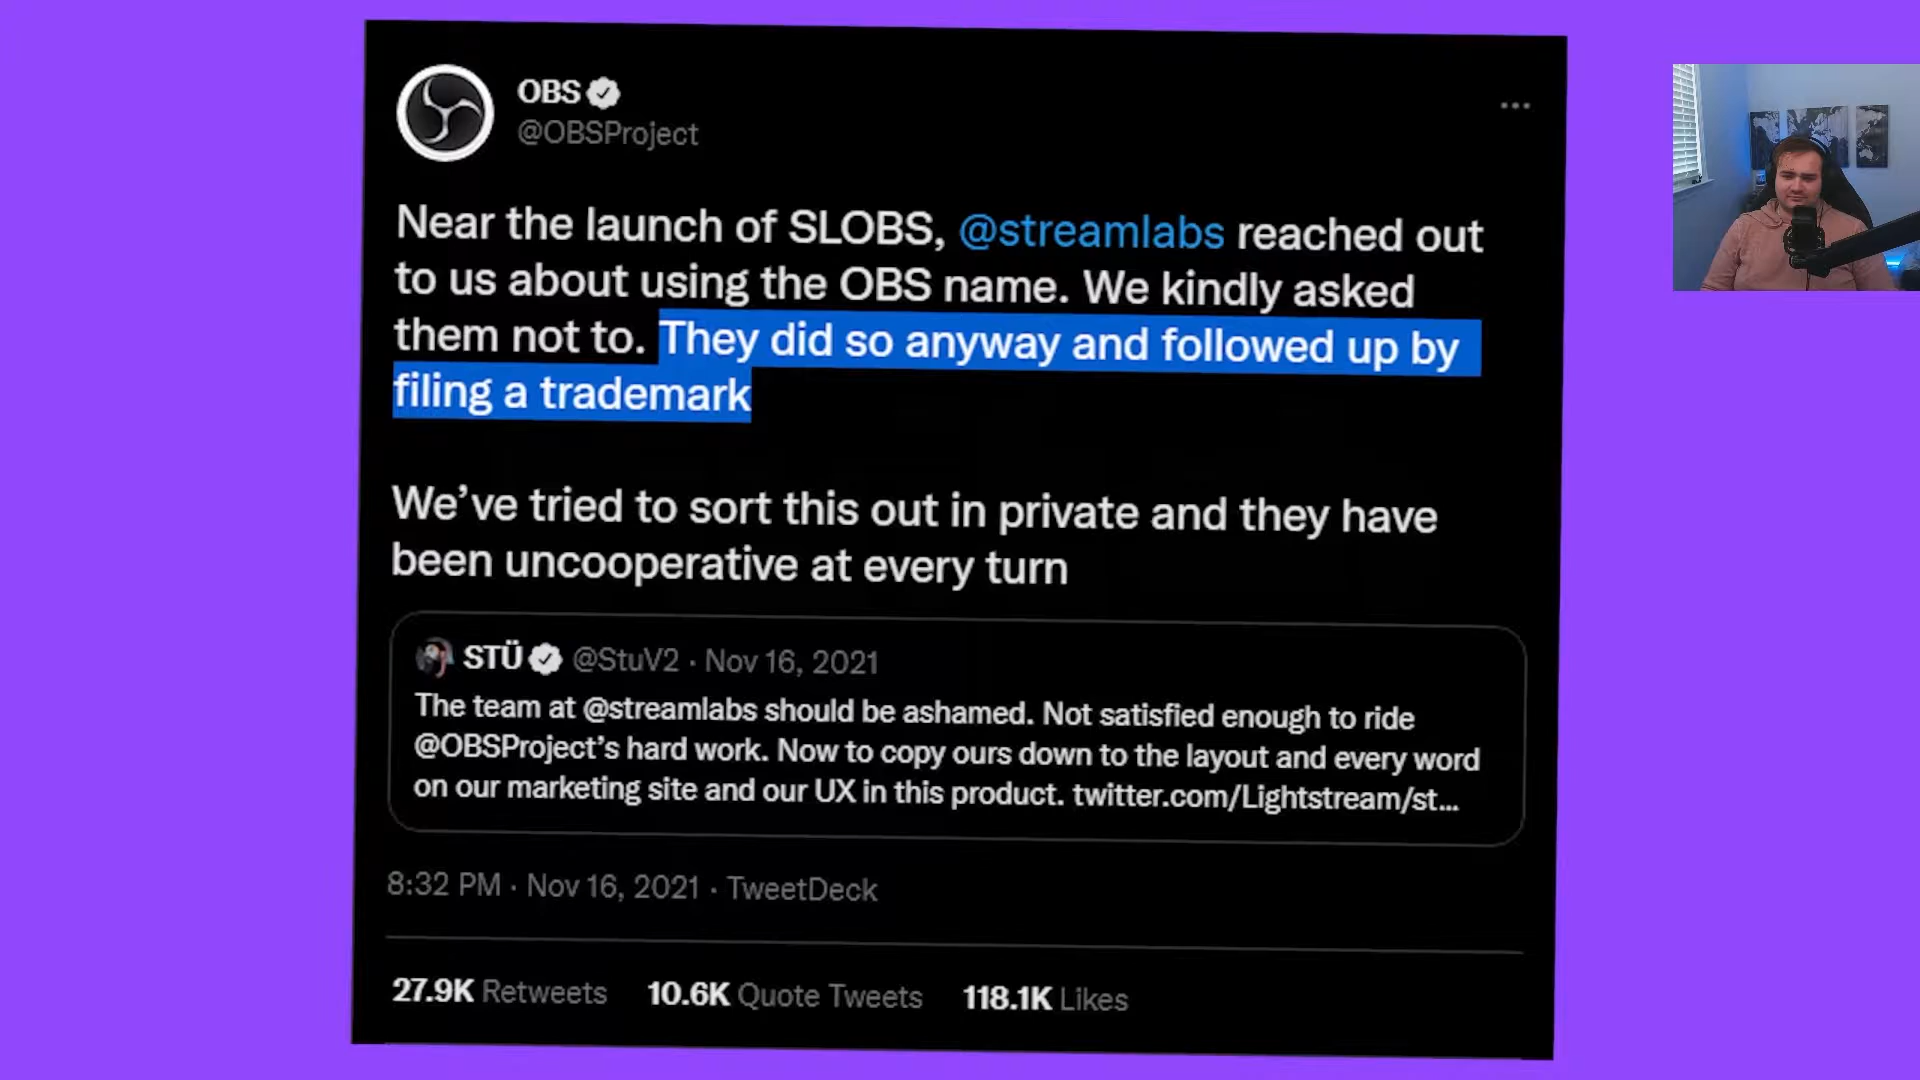 OBS
@OBSProject
Near the launch of SLOBS, @streamlabs reached out
to us about using the OBS name. We kindly asked
them not to. They did so anyway and followed up by
filing a trademark
We've tried to sort this out in private and they have
been uncooperative at every turn
STÜ @StuV2 · Nov 16, 2021
The team at @streamlabs should be ashamed. Not satisfied enough to ride
@OBSProject's hard work. Now to copy ours down to the layout and every word
on our marketing site and our UX in this product. twitter.com/Lightstream/st...
8:32 PM · Nov 16, 2021 · TweetDeck
27.9K Retweets 10.6K Quote Tweets 118.1K Likes